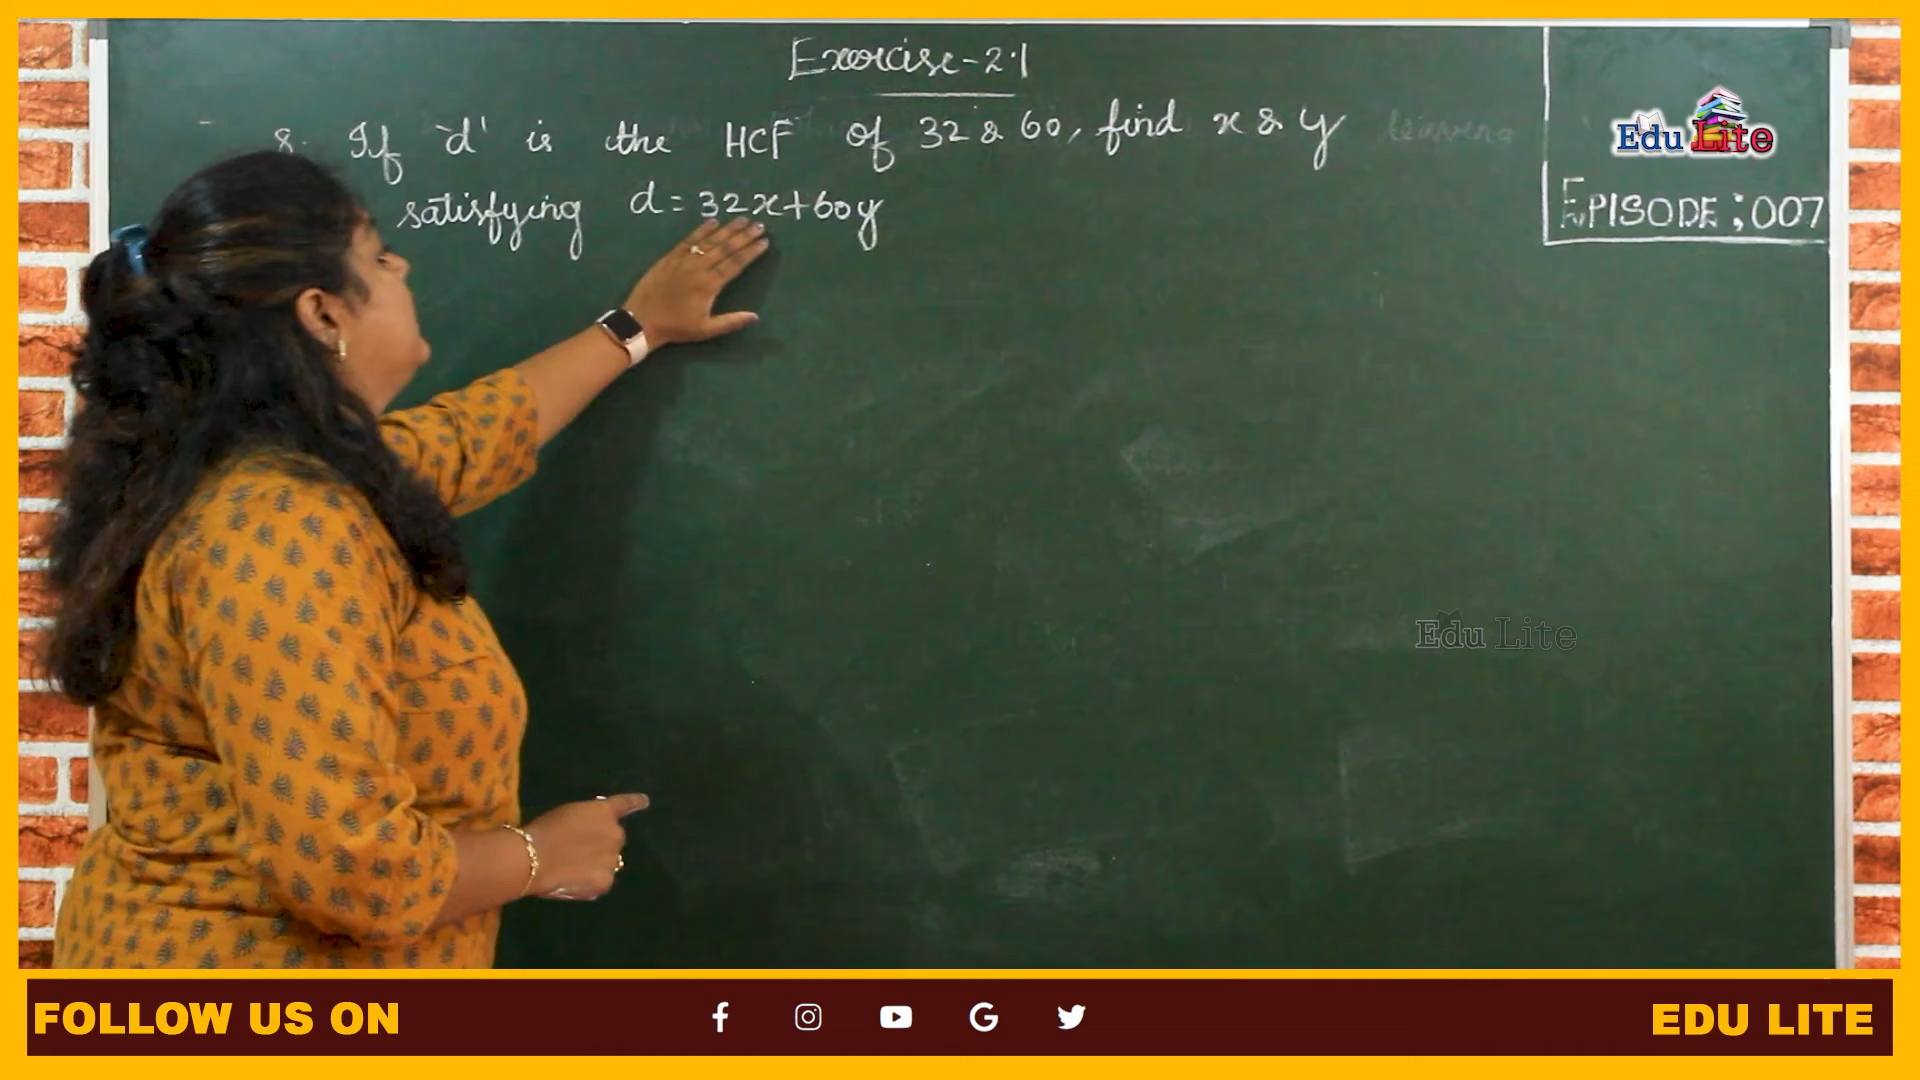 Exercise-2.1
8. If 'd' is the HCF of 32 & 60, find x & y
satisfying d = 32x+60y
Edu Lite
EPISODE : 007
Edu Lite
FOLLOW US ON
EDU LITE